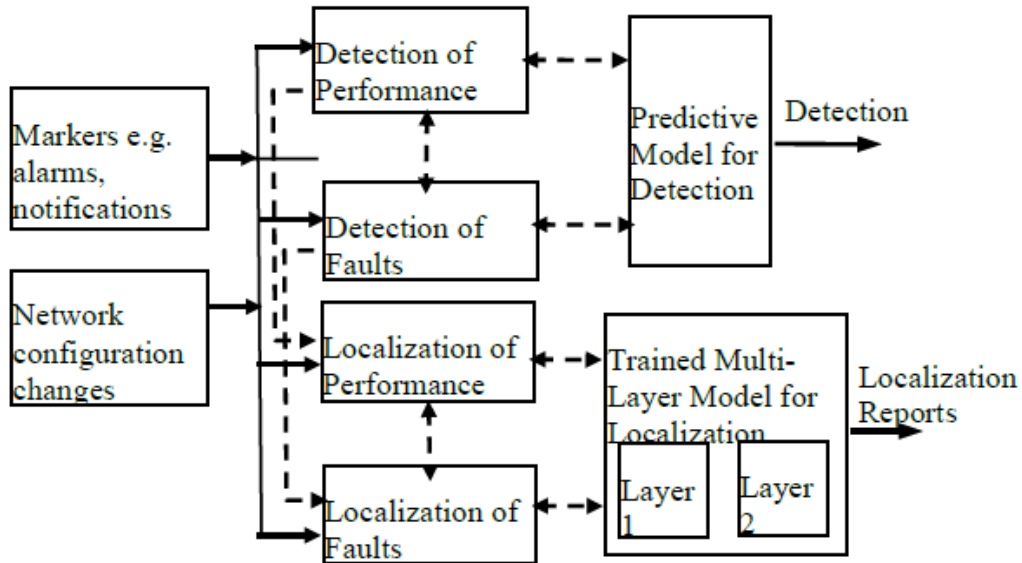 Markers e.g.
alarms,
notifications
Network
configuration
changes
Detection of
Performance
Detection of
Faults
Localization of
Performance
Localization of
Faults
Predictive
Model for
Detection
Detection
Trained Multi-
Layer Model for
Localization
Layer
1
Layer
2
Localization
Reports